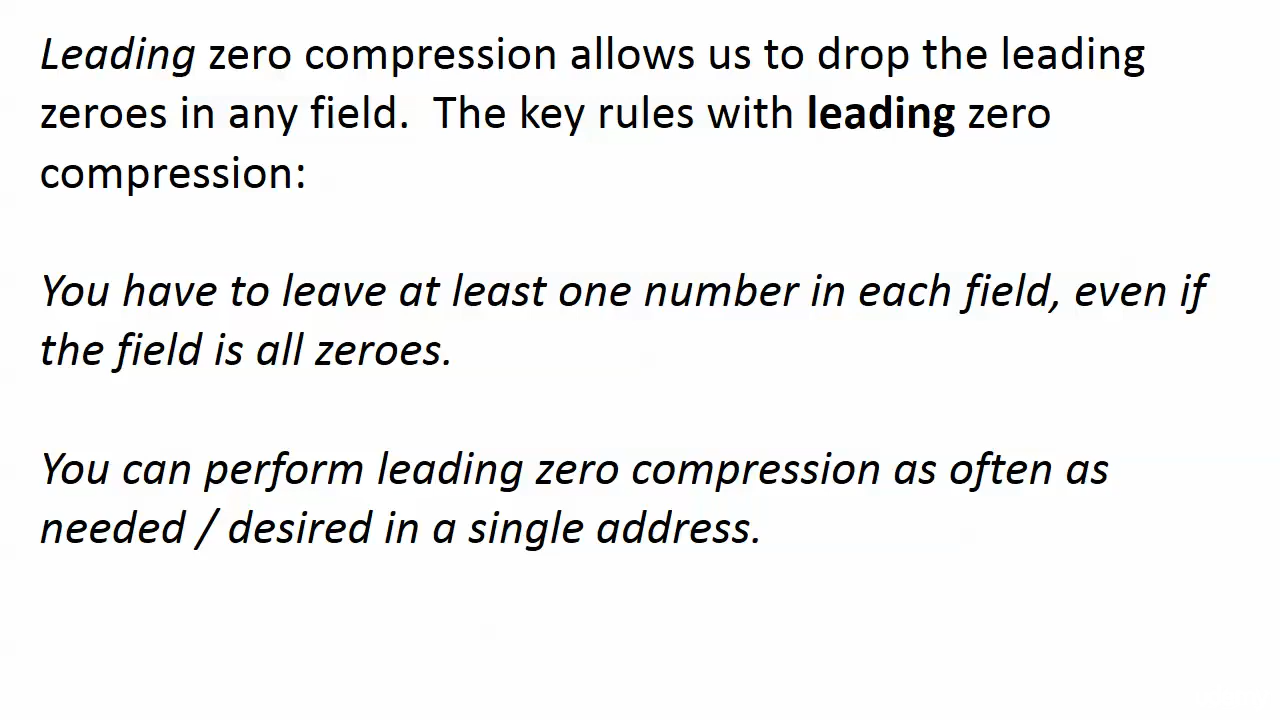 Leading zero compression allows us to drop the leading
zeroes in any field.  The key rules with leading zero
compression:
You have to leave at least one number in each field, even if
the field is all zeroes.
You can perform leading zero compression as often as
needed / desired in a single address.